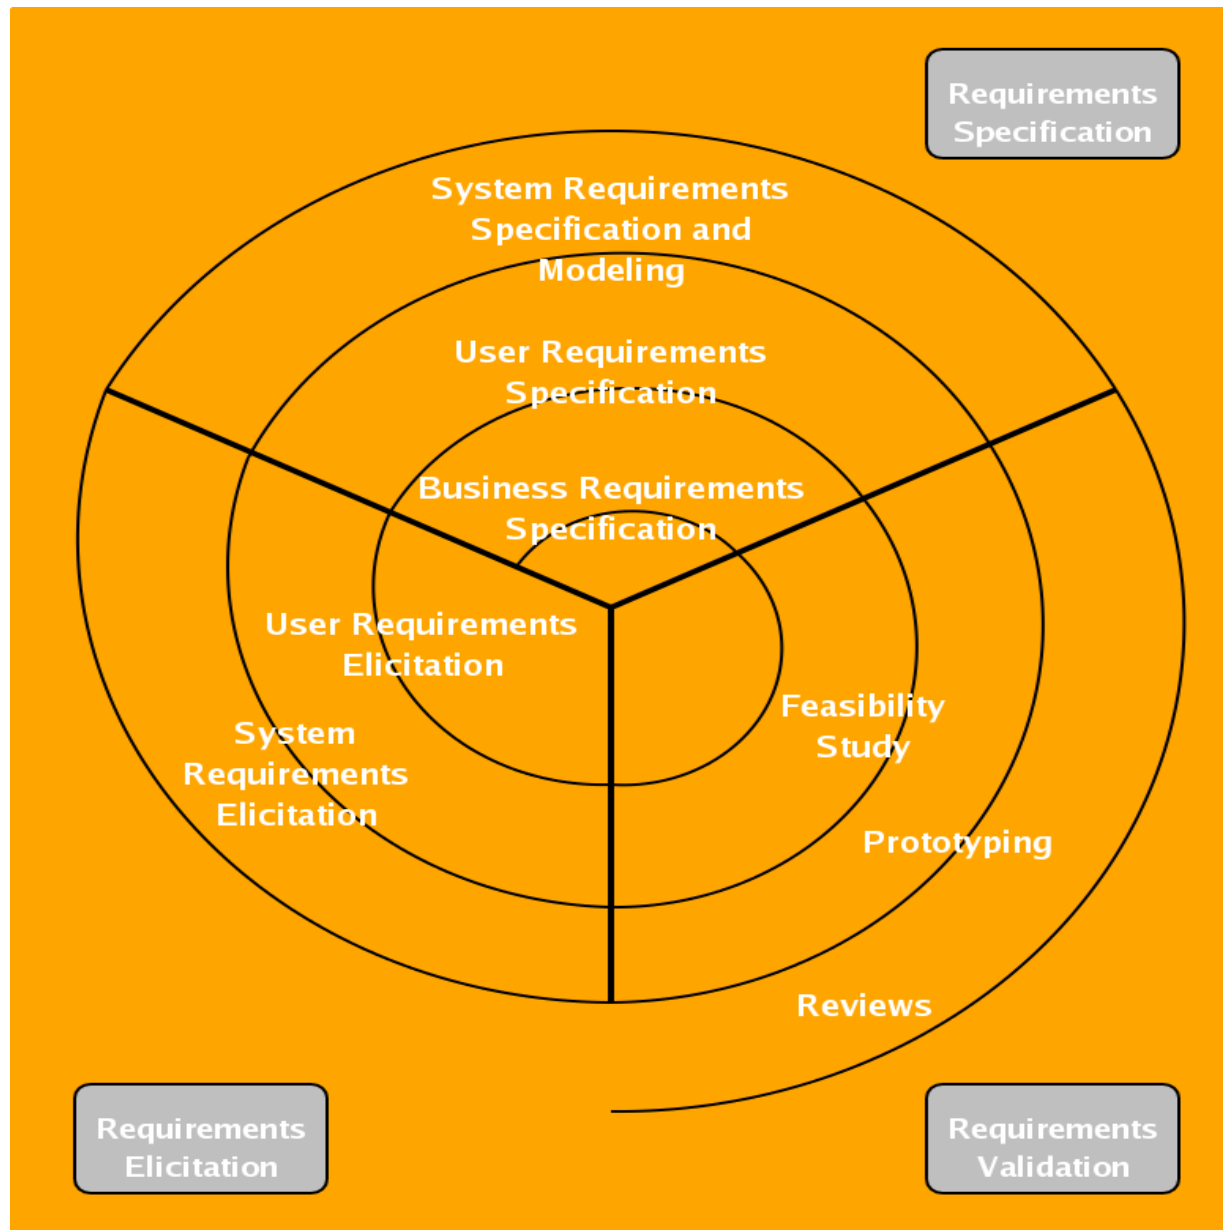 Requirements
Specification
System Requirements
Specification and
Modeling
User Requirements
Specification
Business Requirements
Specification
User Requirements
Elicitation
Feasibility
Study
System
Requirements
Elicitation
Prototyping
Reviews
Requirements
Elicitation
Requirements
Validation